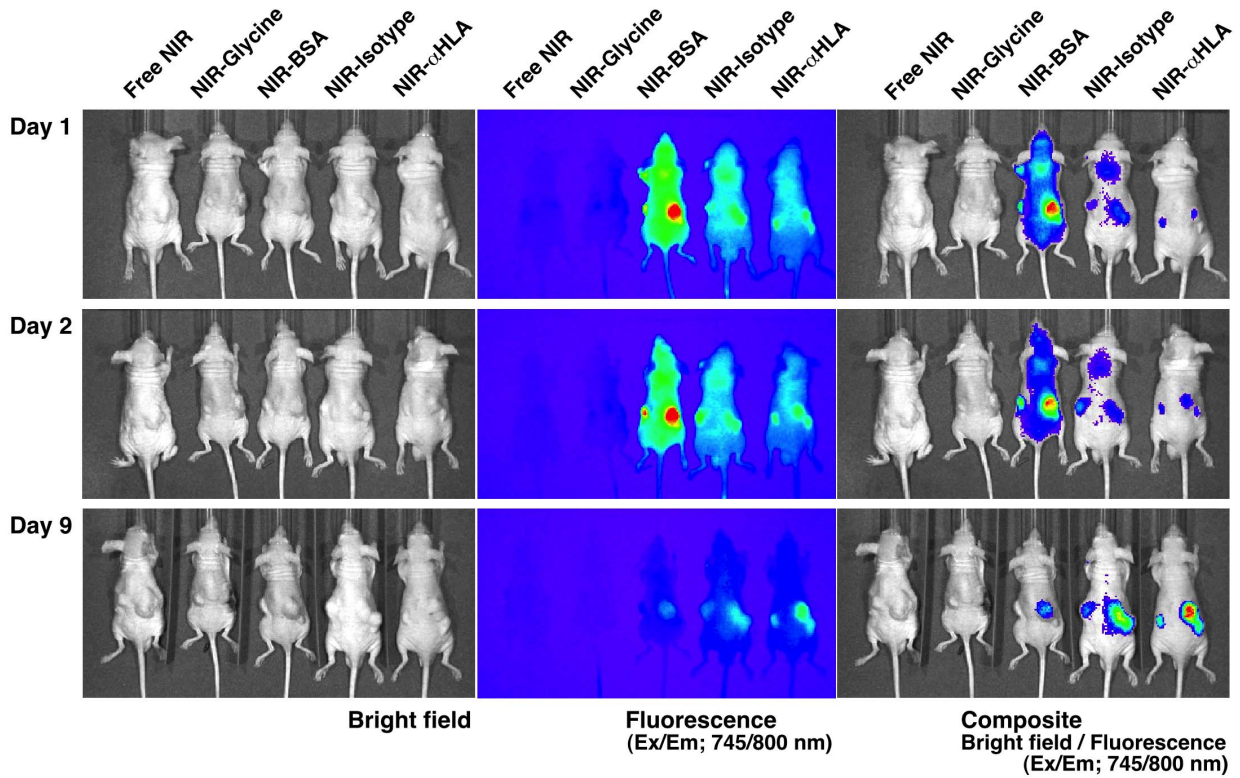 Free NIR
NIR-Glycine
NIR-BSA
NIR-Isotype
NIR-αHLA
Free NIR
NIR-Glycine
NIR-BSA
NIR-Isotype
NIR-αHLA
Free NIR
NIR-Glycine
NIR-BSA
NIR-Isotype
NIR-αHLA
Day 1
Day 2
Day 9
Bright field
Fluorescence
(Ex/Em; 745/800 nm)
Composite
Bright field / Fluorescence
(Ex/Em; 745/800 nm)